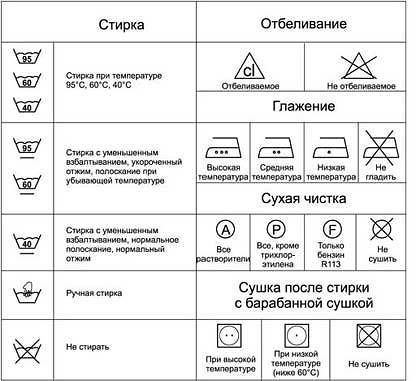 Стирка
95
60
40
Стирка при температуре
95°C, 60°C, 40°C
95
60
Стирка с уменьшенным
взбалтыванием, укороченный
отжим, полоскание при
убывающей температуре
40
Стирка с уменьшенным
взбалтыванием, нормальное
полоскание, нормальный
отжим
Ручная стирка
Не стирать
Отбеливание
cl
Отбеливаемое
Не отбеливаемое
Глажение
Высокая
температура
Средняя
температура
Низкая
температура
Не
гладить
Сухая чистка
A
Все
растворители
P
Все, кроме
трихлор-
этилена
F
Только
бензин
R113
Не
сушить
Сушка после стирки
с барабанной сушкой
При высокой
температуре
При низкой
температуре
(ниже 60°C)
Не сушить